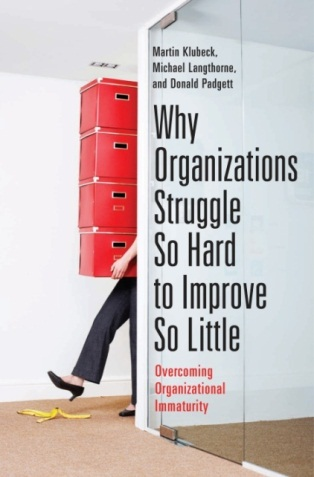 Martin Klubeck,
Michael Langthorne,
and Donald Padgett
Why
Organizations
Struggle
So Hard
to Improve
So Little
Overcoming
Organizational
Immaturity